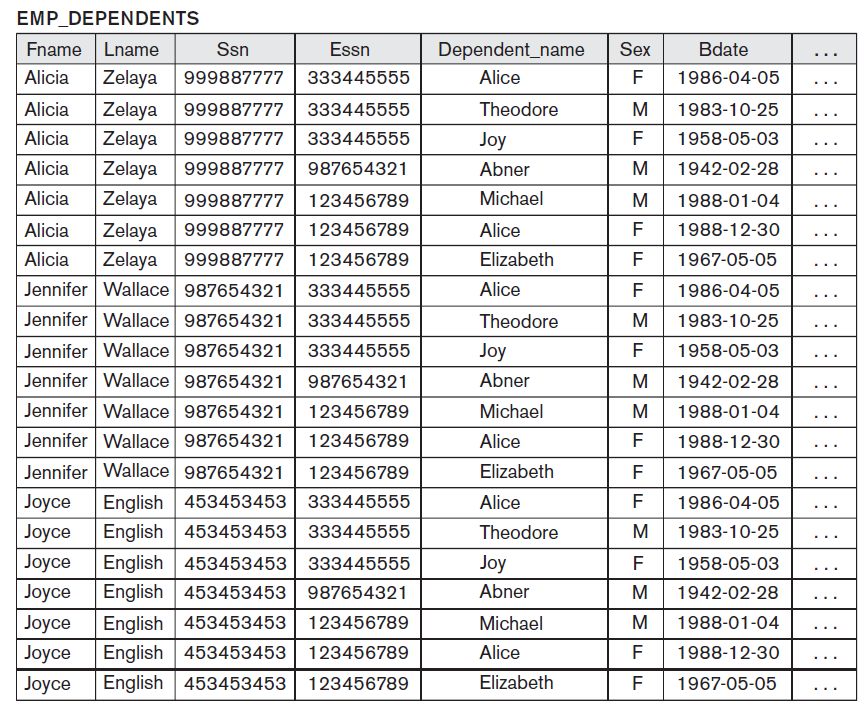 EMP_DEPENDENTS
Fname Lname Ssn Essn Dependent_name Sex Bdate ...
Alicia Zelaya 999887777 333445555 Alice F 1986-04-05 ...
Alicia Zelaya 999887777 333445555 Theodore M 1983-10-25 ...
Alicia Zelaya 999887777 333445555 Joy F 1958-05-03 ...
Alicia Zelaya 999887777 987654321 Abner M 1942-02-28 ...
Alicia Zelaya 999887777 123456789 Michael M 1988-01-04 ...
Alicia Zelaya 999887777 123456789 Alice F 1988-12-30 ...
Alicia Zelaya 999887777 123456789 Elizabeth F 1967-05-05 ...
Jennifer Wallace 987654321 333445555 Alice F 1986-04-05 ...
Jennifer Wallace 987654321 333445555 Theodore M 1983-10-25 ...
Jennifer Wallace 987654321 333445555 Joy F 1958-05-03 ...
Jennifer Wallace 987654321 987654321 Abner M 1942-02-28 ...
Jennifer Wallace 987654321 123456789 Michael M 1988-01-04 ...
Jennifer Wallace 987654321 123456789 Alice F 1988-12-30 ...
Jennifer Wallace 987654321 123456789 Elizabeth F 1967-05-05 ...
Joyce English 453453453 333445555 Alice F 1986-04-05 ...
Joyce English 453453453 333445555 Theodore M 1983-10-25 ...
Joyce English 453453453 333445555 Joy F 1958-05-03 ...
Joyce English 453453453 987654321 Abner M 1942-02-28 ...
Joyce English 453453453 123456789 Michael M 1988-01-04 ...
Joyce English 453453453 123456789 Alice F 1988-12-30 ...
Joyce English 453453453 123456789 Elizabeth F 1967-05-05 ...